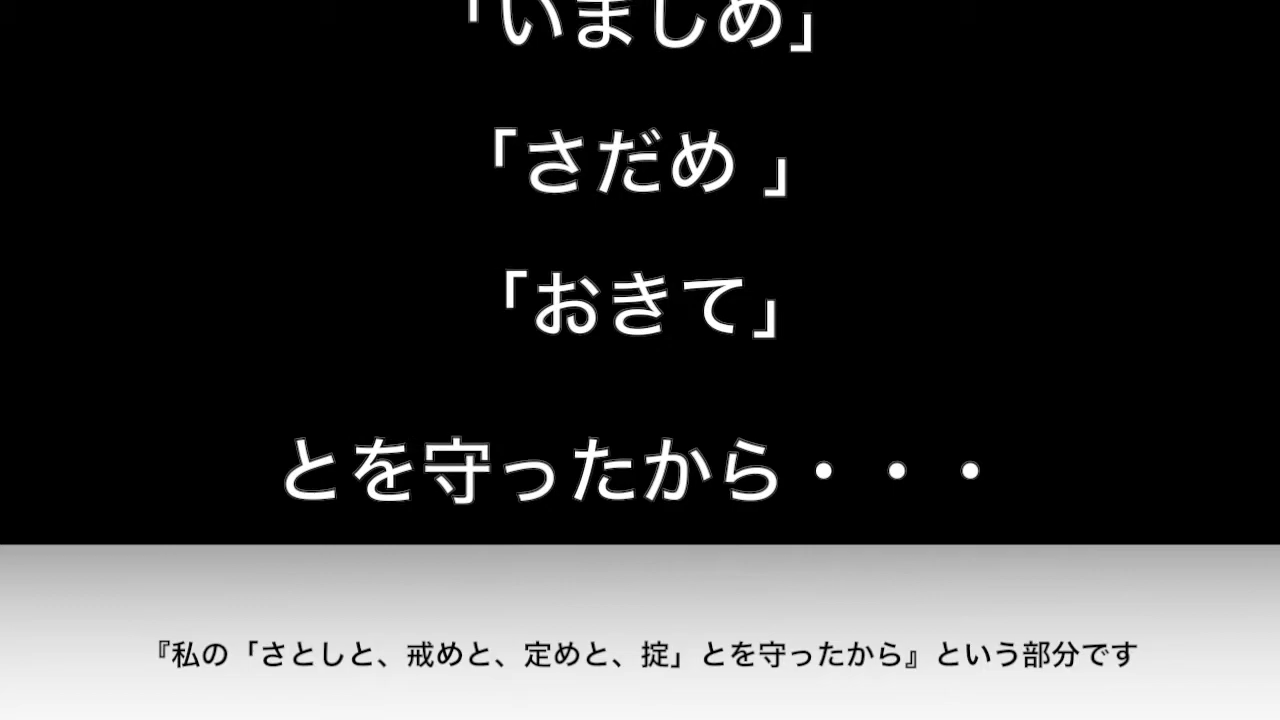 「いましめ」
「さだめ 」
「おきて」
とを守ったから・・・
『私の「さとしと、戒めと、定めと、掟」とを守ったから』という部分です